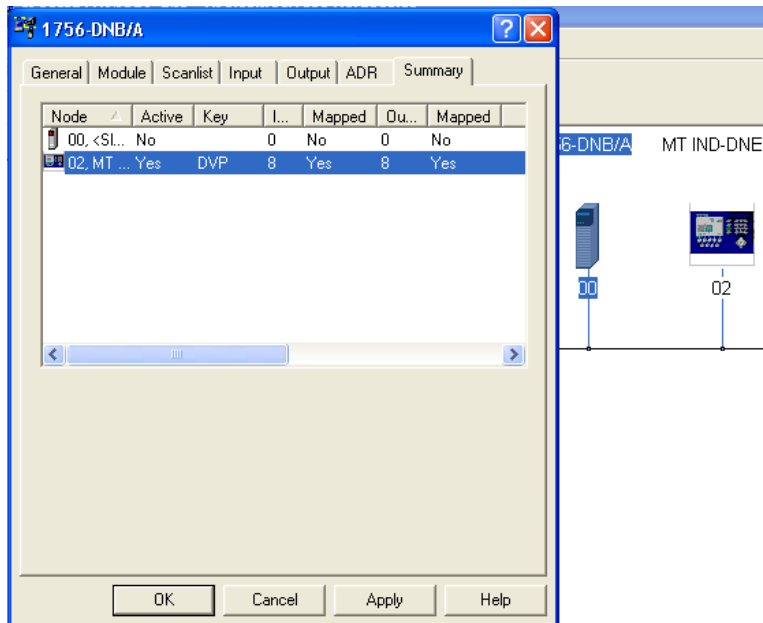 1756-DNB/A
General Module Scanlist Input Output ADR Summary
Node Active Key I... Mapped Ou... Mapped
00, <SI... No 0 No 0 No
02, MT ... Yes DVP 8 Yes 8 Yes
56-DNB/A MT IND-DNE
00 02
OK Cancel Apply Help